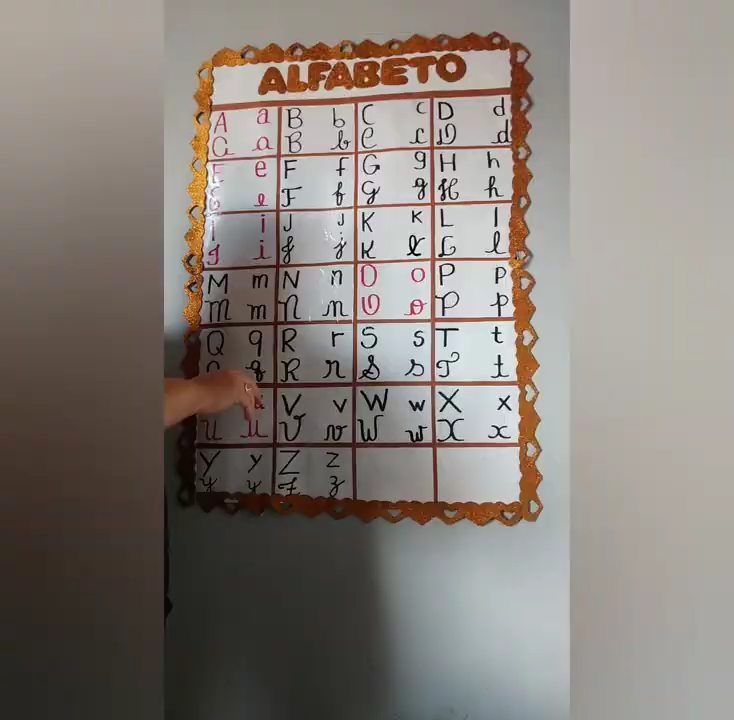 ALFABETO
A a B b C c D d
A a B b C c D d
E e F f G g H h
E e F f G g H h
I i J j K k L l
I i J j K k L l
M m N n O o P p
M m N n O o P p
Q q R r S s T t
q R r S s T t
V v W w X x
U u V v W w X x
Y y Z z
Y y Z z